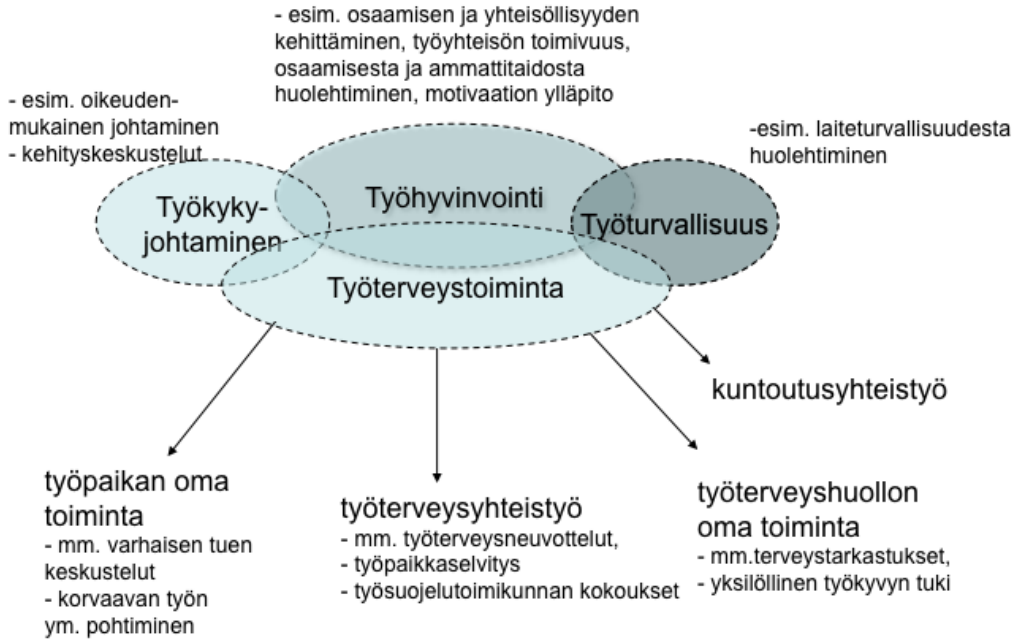 - esim. osaamisen ja yhteisöllisyyden
kehittäminen, työyhteisön toimivuus,
osaamisesta ja ammattitaidosta
huolehtiminen, motivaation ylläpito
- esim. oikeuden-
mukainen johtaminen
- kehityskeskustelut
-esim. laiteturvallisuudesta
huolehtiminen
Työkyky-
johtaminen
Työhyvinvointi
Työturvallisuus
Työterveystoiminta
kuntoutusyhteistyö
työpaikan oma
toiminta
- mm. varhaisen tuen
keskustelut
- korvaavan työn
ym. pohtiminen
työterveysyhteistyö
- mm. työterveysneuvottelut,
- työpaikkaselvitys
- työsuojelutoimikunnan kokoukset
työterveyshuollon
oma toiminta
- mm.terveystarkastukset,
- yksilöllinen työkyvyn tuki